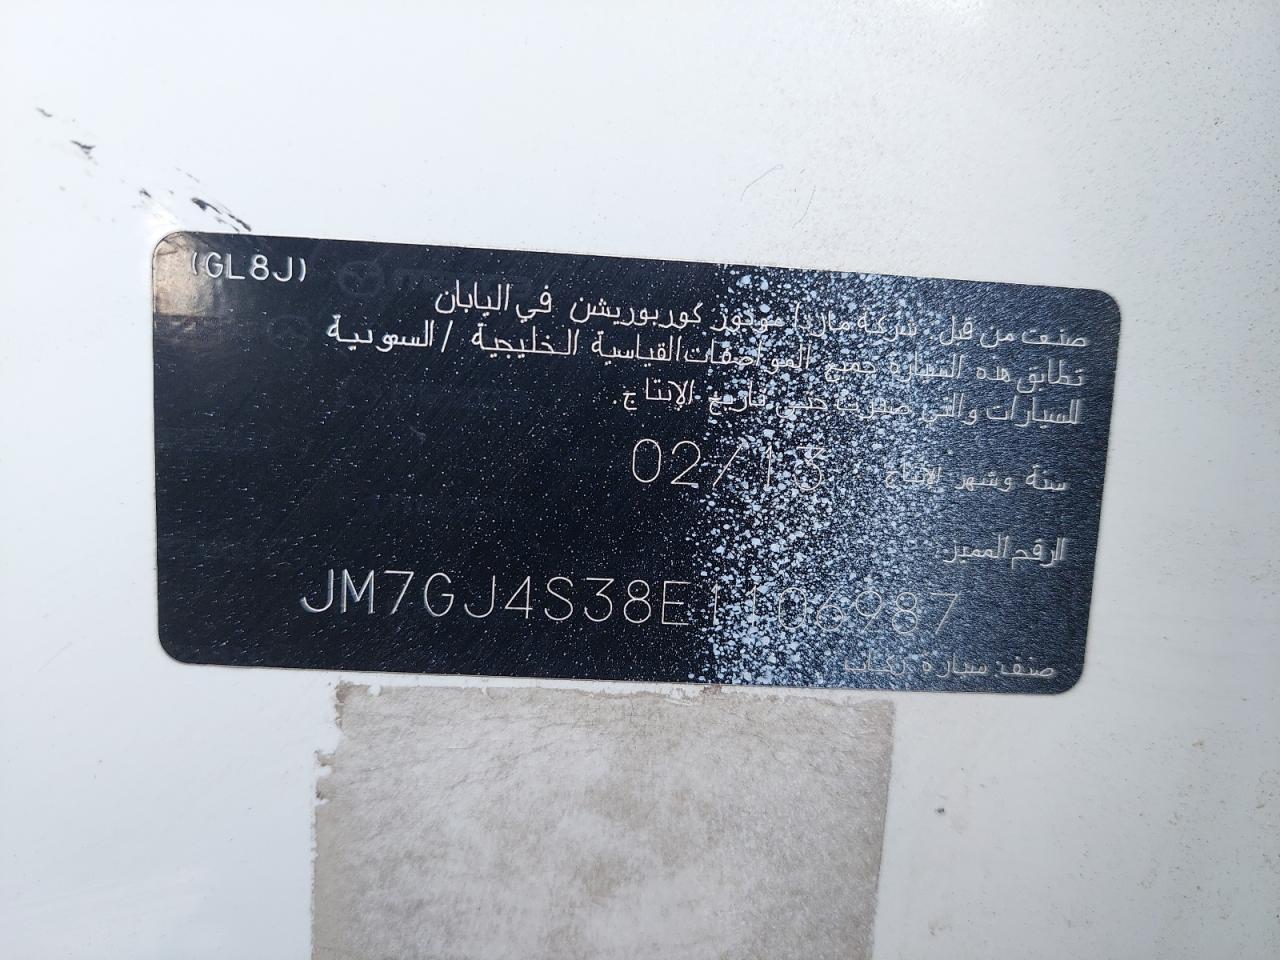 (GL8J)
صنعت من قبل. شركة مازدا موتور كوربوريشن في اليابان
تطابق هذه السيارة جميع المواصفات القياسية الخليجية / السعودية
للسيارات والتي صدرت حتى تاريخ الإنتاج.
سنة وشهر الإنتاج 02/13
الرقم المميز
JM7GJ4S38E1106987
صنف: سيارة ركاب